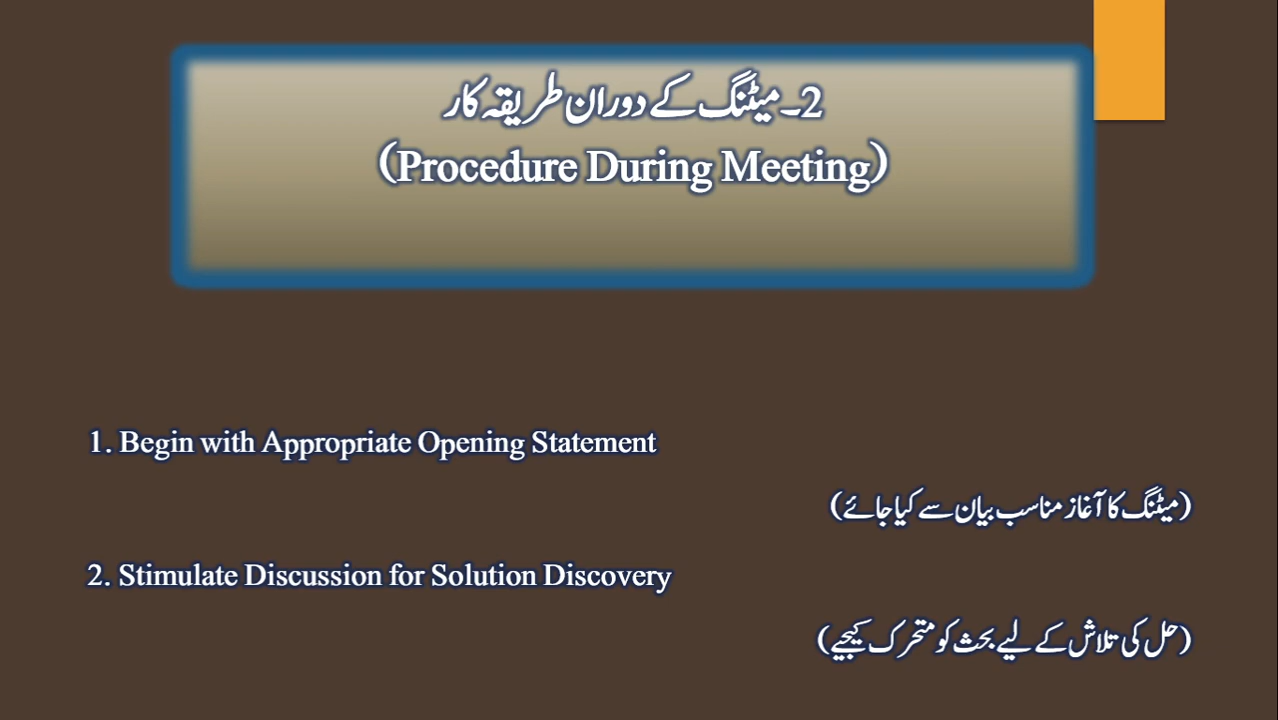 2۔ میٹنگ کے دوران طریقہ کار
(Procedure During Meeting)
1. Begin with Appropriate Opening Statement
(میٹنگ کا آغاز مناسب بیان سے کیا جائے)
2. Stimulate Discussion for Solution Discovery
(حل کی تلاش کے لیے بحث کو متحرک کیجیے)